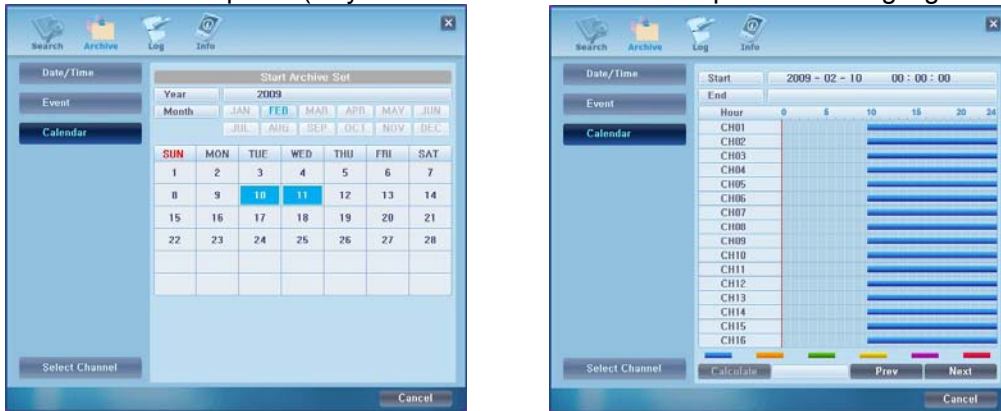 Search Archive Log Info
Date/Time
Event
Calendar
Start Archive Set
Year 2009
Month JAN FEB MAR APR MAY JUN
JUL AUG SEP OCT NOV DEC
SUN MON TUE WED THU FRI SAT
1 2 3 4 5 6 7
8 9 10 11 12 13 14
15 16 17 18 19 20 21
22 23 24 25 26 27 28
Select Channel
Cancel
Search Archive Log Info
Date/Time
Event
Calendar
Start 2009 - 02 - 10 00 : 00 : 00
End
Hour 0 5 10 15 20 24
CH01
CH02
CH03
CH04
CH05
CH06
CH07
CH08
CH09
CH10
CH11
CH12
CH13
CH14
CH15
CH16
Select Channel
Calculate Prev Next
Cancel